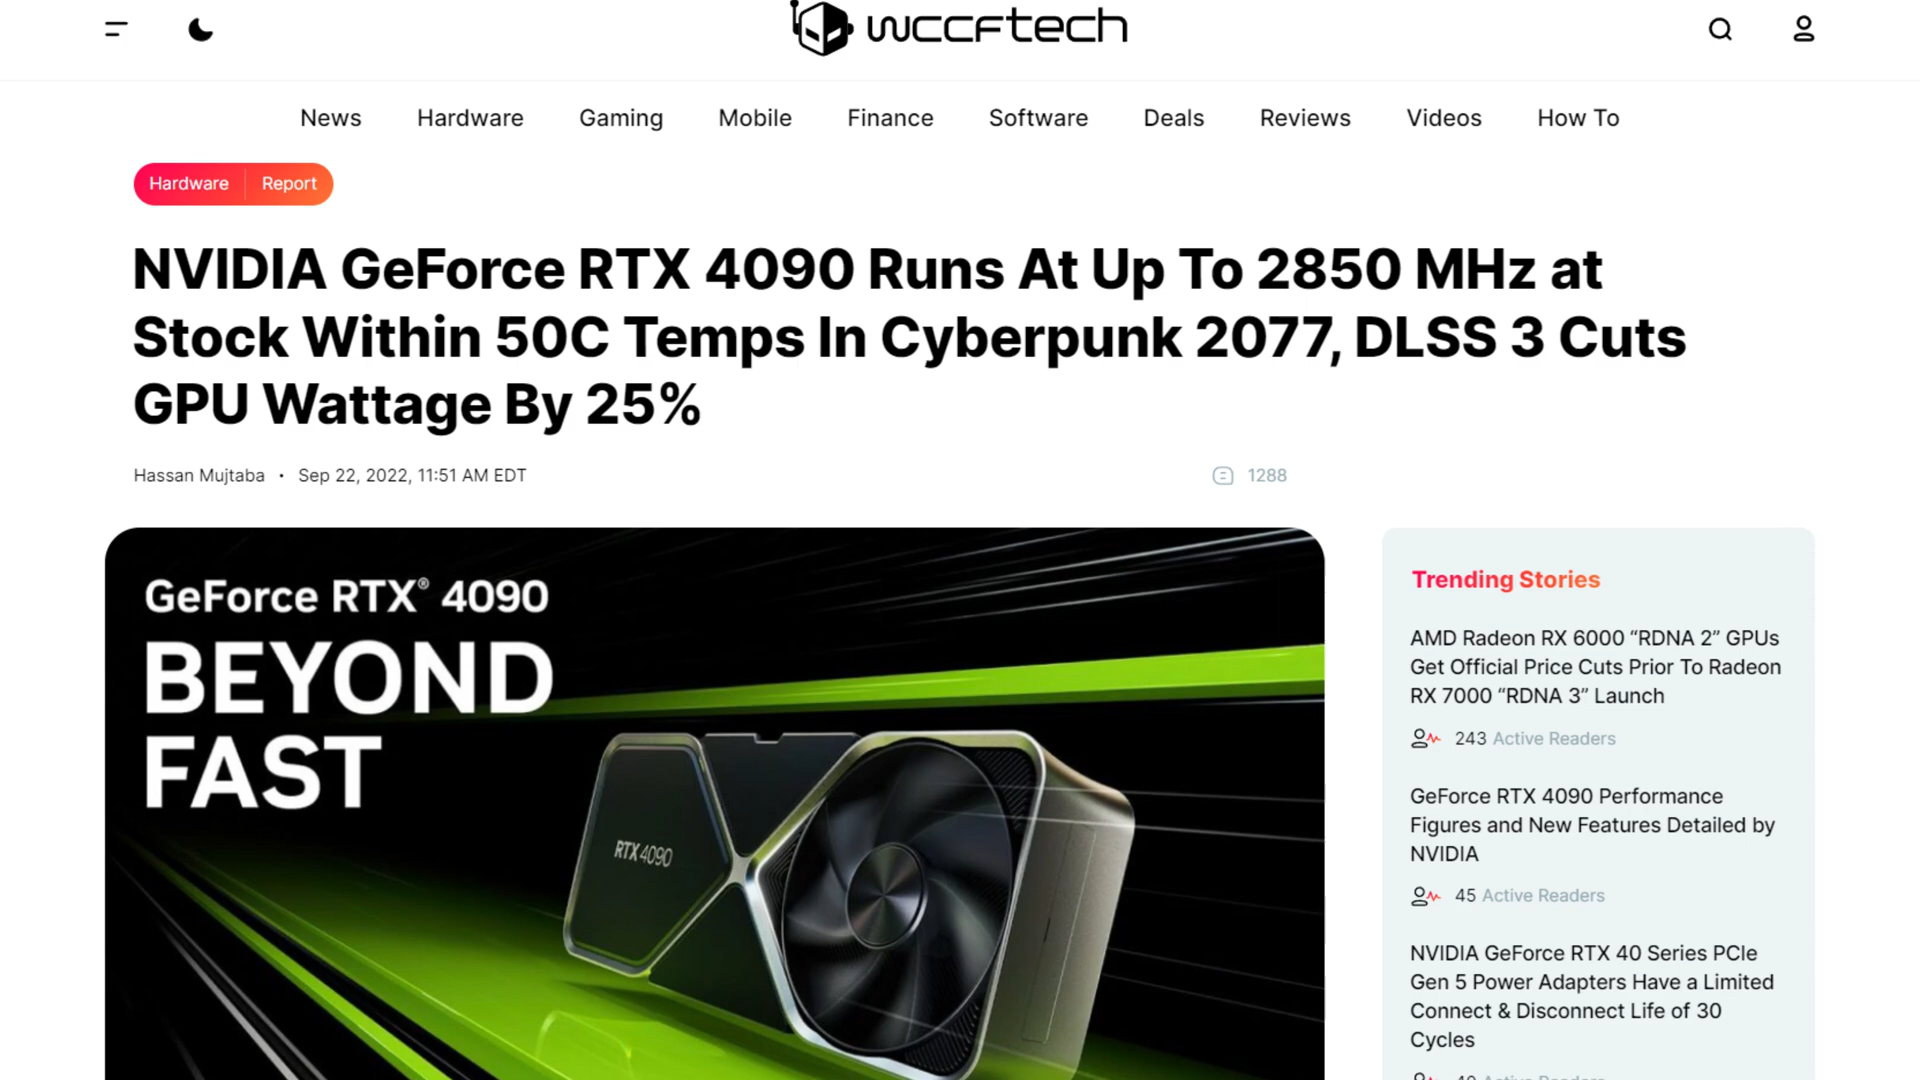 wccftech
News Hardware Gaming Mobile Finance Software Deals Reviews Videos How To
Hardware Report
NVIDIA GeForce RTX 4090 Runs At Up To 2850 MHz at
Stock Within 50C Temps In Cyberpunk 2077, DLSS 3 Cuts
GPU Wattage By 25%
Hassan Mujtaba • Sep 22, 2022, 11:51 AM EDT
1288
GeForce RTX® 4090
BEYOND
FAST
RTX 4090
Trending Stories
AMD Radeon RX 6000 “RDNA 2” GPUs
Get Official Price Cuts Prior To Radeon
RX 7000 “RDNA 3” Launch
243 Active Readers
GeForce RTX 4090 Performance
Figures and New Features Detailed by
NVIDIA
45 Active Readers
NVIDIA GeForce RTX 40 Series PCIe
Gen 5 Power Adapters Have a Limited
Connect & Disconnect Life of 30
Cycles
Active Readers